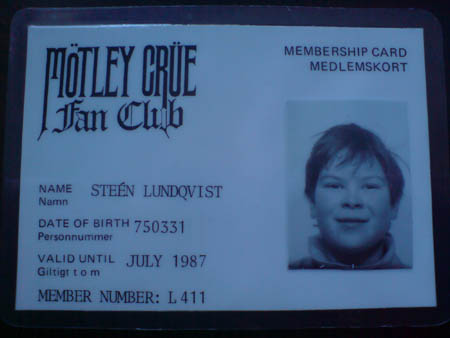 MÖTLEY CRÜE
Fan Club
MEMBERSHIP CARD
MEDLEMSKORT
NAME STEÉN LUNDQVIST
Namn
DATE OF BIRTH 750331
Personnummer
VALID UNTIL JULY 1987
Giltigt t o m
MEMBER NUMBER: L411